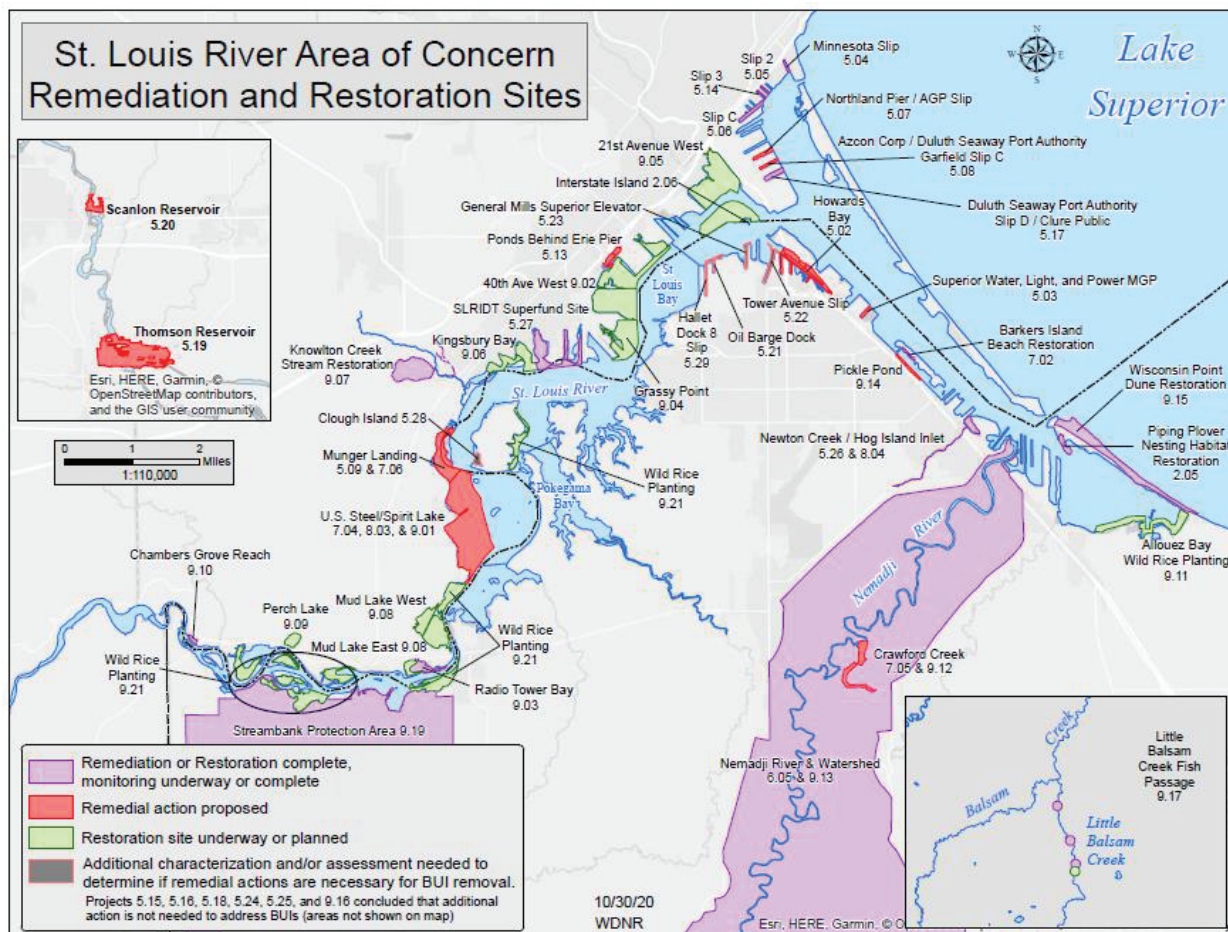 St. Louis River Area of Concern
Remediation and Restoration Sites
Lake
Superior
N
W
E
S
Minnesota Slip
5.04
Slip 2
5.05
Slip 3
5.14
Slip C
5.06
Northland Pier / AGP Slip
5.07
Azcon Corp / Duluth Seaway Port Authority
Garfield Slip C
5.08
21st Avenue West
9.05
Interstate Island 2.06
Duluth Seaway Port Authority
Slip D / Clure Public
5.17
General Mills Superior Elevator
5.23
Howards
Bay
5.02
Ponds Behind Erie Pier
5.13
40th Ave West 9.02
St
Louis
Bay
Superior Water, Light, and Power MGP
5.03
Tower Avenue Slip
5.22
SLRIDT Superfund Site
5.27
Hallet
Dock 8
Slip
5.29
Oil Barge Dock
5.21
Barkers Island
Beach Restoration
7.02
Kingsbury Bay
9.06
Knowlton Creek
Stream Restoration
9.07
Pickle Pond
9.14
Wisconsin Point
Dune Restoration
9.15
Grassy Point
9.04
St. Louis River
Clough Island 5.28
Newton Creek / Hog Island Inlet
5.26 & 8.04
Piping Plover
Nesting Habitat
Restoration
2.05
Munger Landing
5.09 & 7.06
Wild Rice
Planting
9.21
Pokegama
Bay
U.S. Steel/Spirit Lake
7.04, 8.03, & 9.01
Allouez Bay
Wild Rice Planting
9.11
Chambers Grove Reach
9.10
Nemadji
River
Mud Lake West
9.08
Perch Lake
9.09
Mud Lake East 9.08
Wild Rice
Planting
9.21
Wild Rice
Planting
9.21
Radio Tower Bay
9.03
Crawford Creek
7.05 & 9.12
Streambank Protection Area 9.19
Nemadji River & Watershed
6.05 & 9.13
Scanlon Reservoir
5.20
Thomson Reservoir
5.19
Esri, HERE, Garmin, ©
OpenStreetMap contributors,
and the GIS user community
0 1 2
Miles
1:110,000
Remediation or Restoration complete,
monitoring underway or complete
Remedial action proposed
Restoration site underway or planned
Additional characterization and/or assessment needed to
determine if remedial actions are necessary for BUI removal.
Projects 5.15, 5.16, 5.18, 5.24, 5.25, and 9.16 concluded that additional
action is not needed to address BUIs (areas not shown on map)
10/30/20
WDNR
Esri, HERE, Garmin, © O
Creek
Balsam
Little
Balsam
Creek Fish
Passage
9.17
Little
Balsam
Creek